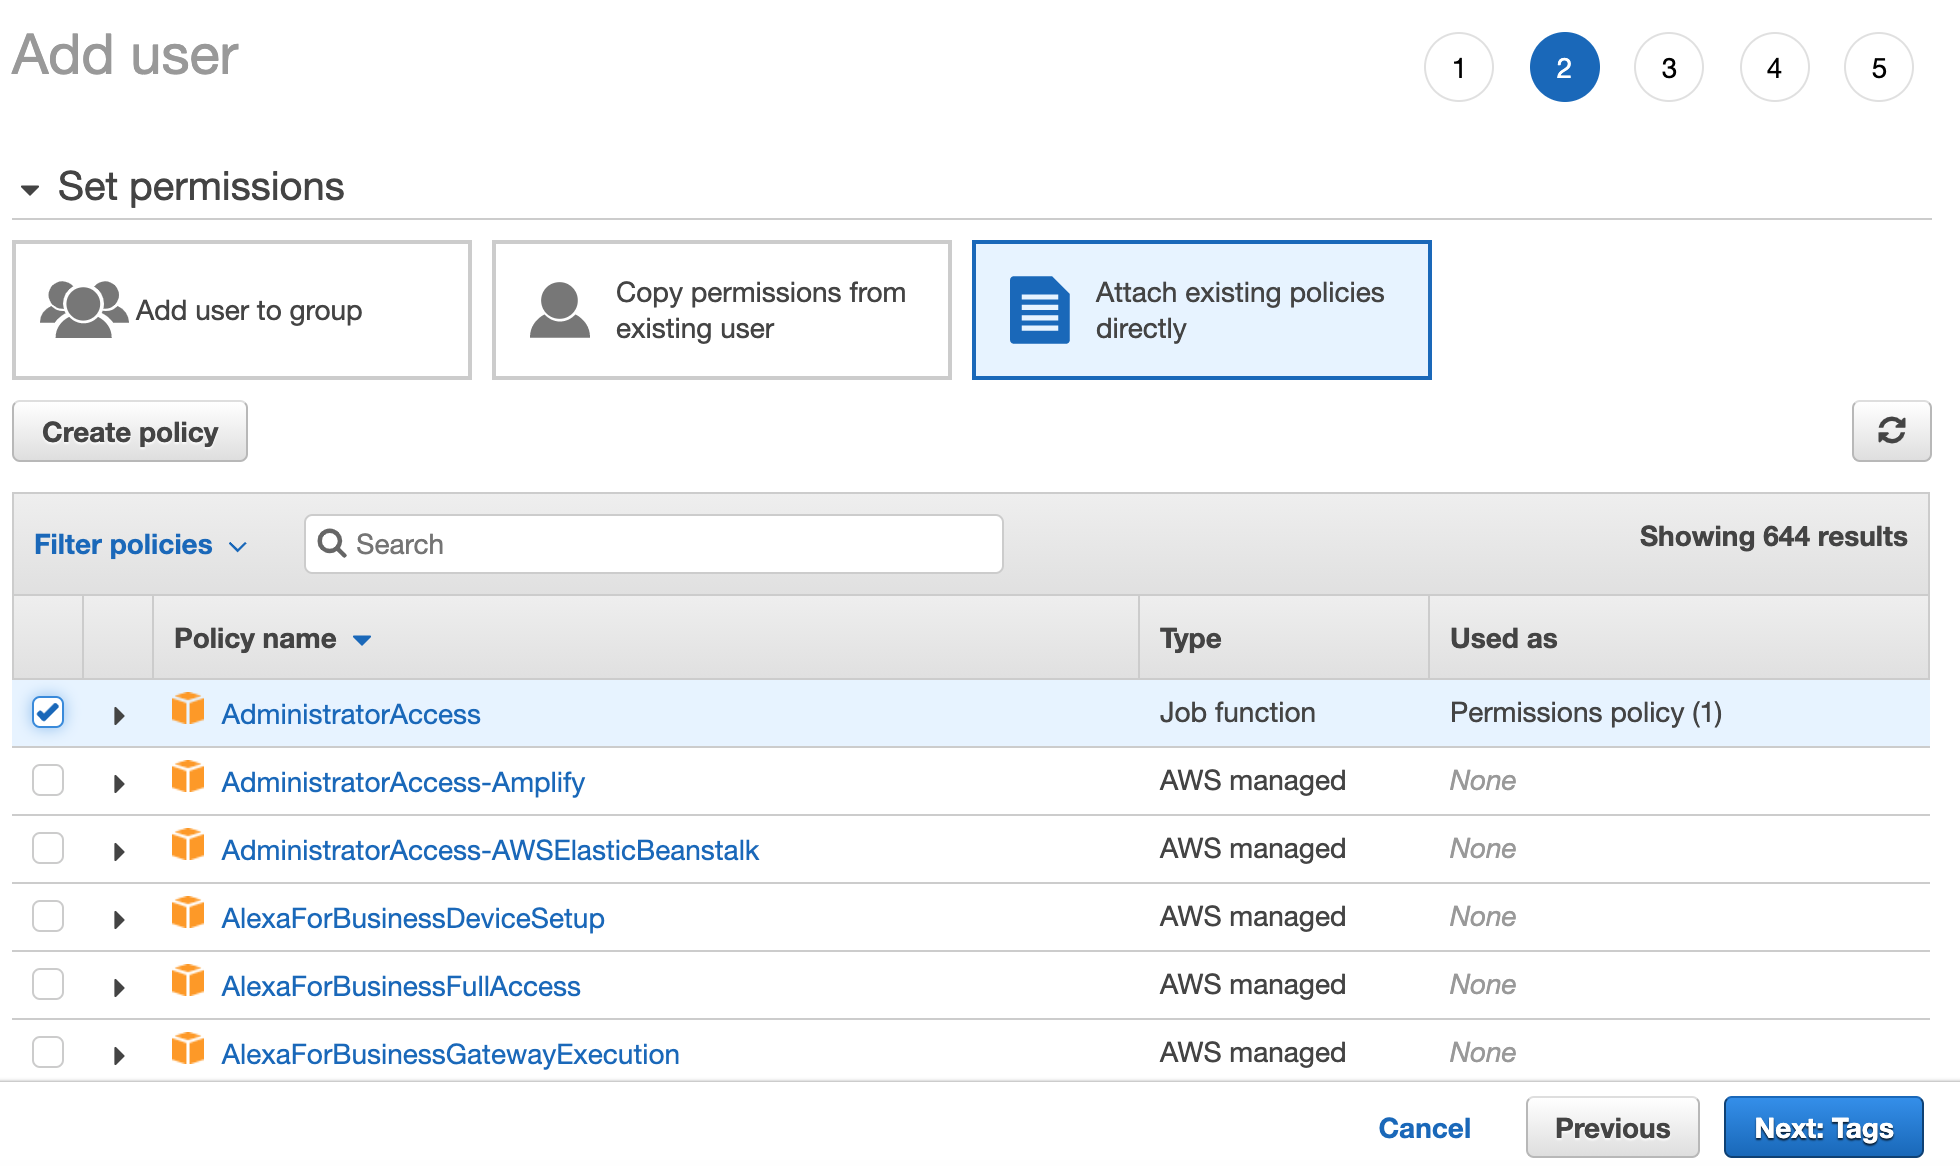 Add user
1 2 3 4 5
Set permissions
Add user to group
Copy permissions from
existing user
Attach existing policies
directly
Create policy
Filter policies Search Showing 644 results
Policy name Type Used as
AdministratorAccess Job function Permissions policy (1)
AdministratorAccess-Amplify AWS managed None
AdministratorAccess-AWSElasticBeanstalk AWS managed None
AlexaForBusinessDeviceSetup AWS managed None
AlexaForBusinessFullAccess AWS managed None
AlexaForBusinessGatewayExecution AWS managed None
Cancel Previous Next: Tags